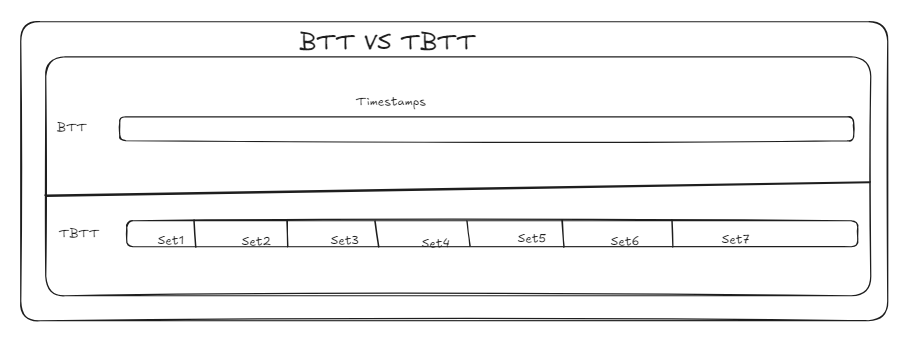 BTT VS TBTT
Timestamps
BTT
TBTT
Set1 Set2 Set3 Set4 Set5 Set6 Set7